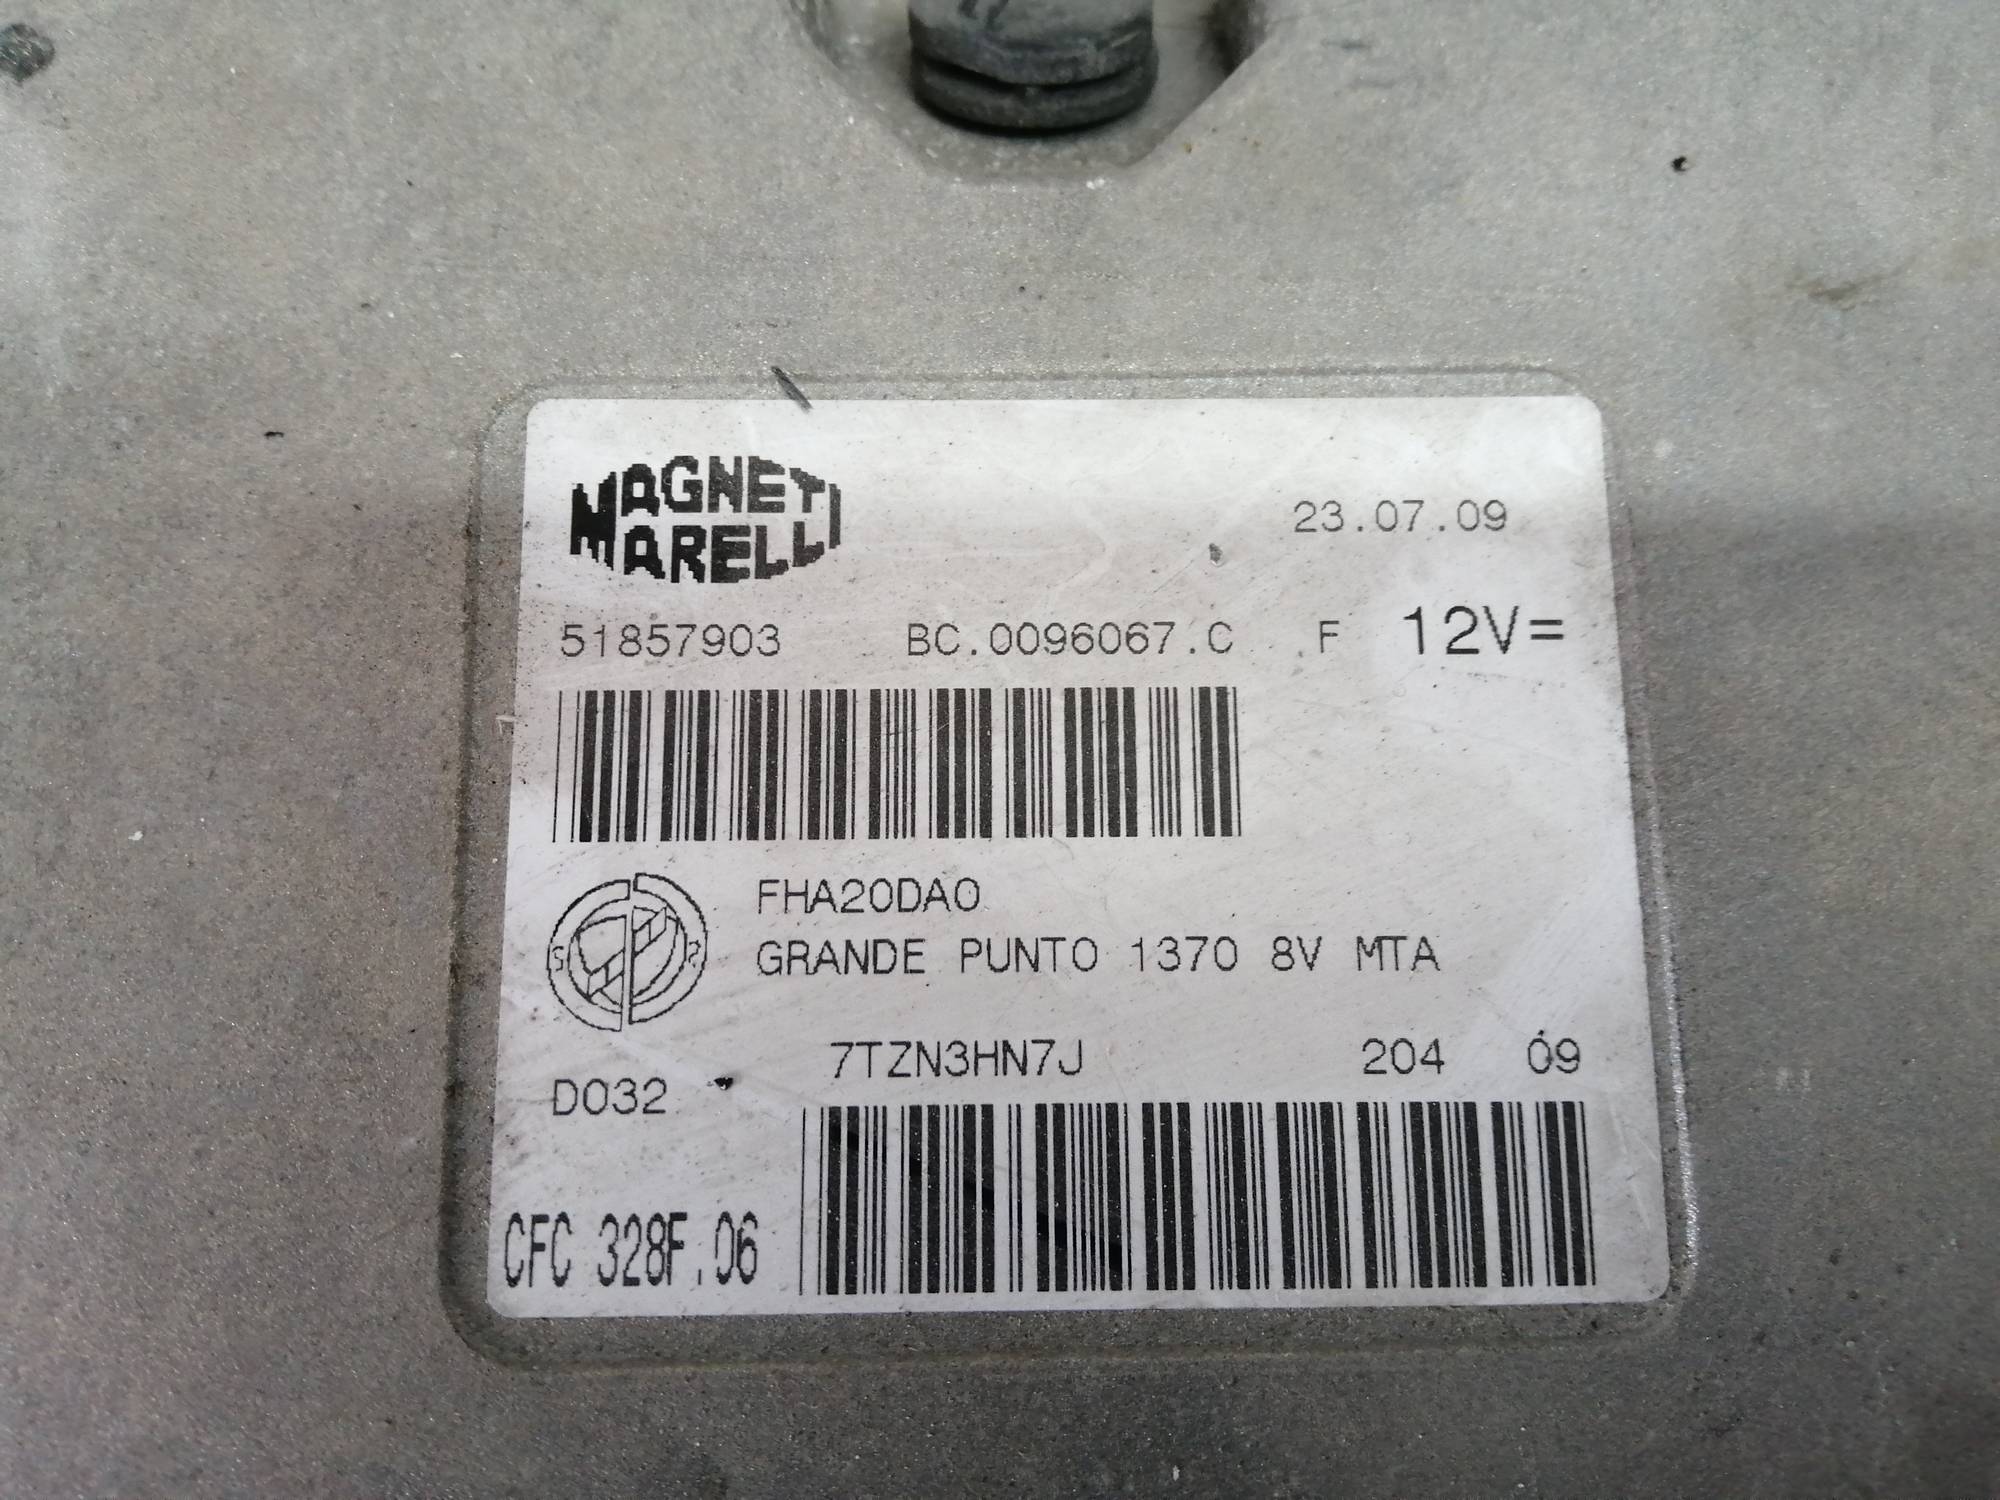 MAGNETI
MARELLI
23.07.09
51857903 BC.0096067.C F 12V=
FHA20DA0
GRANDE PUNTO 1370 8V MTA
7TZN3HN7J 204 09
D032
CFC 328F.06